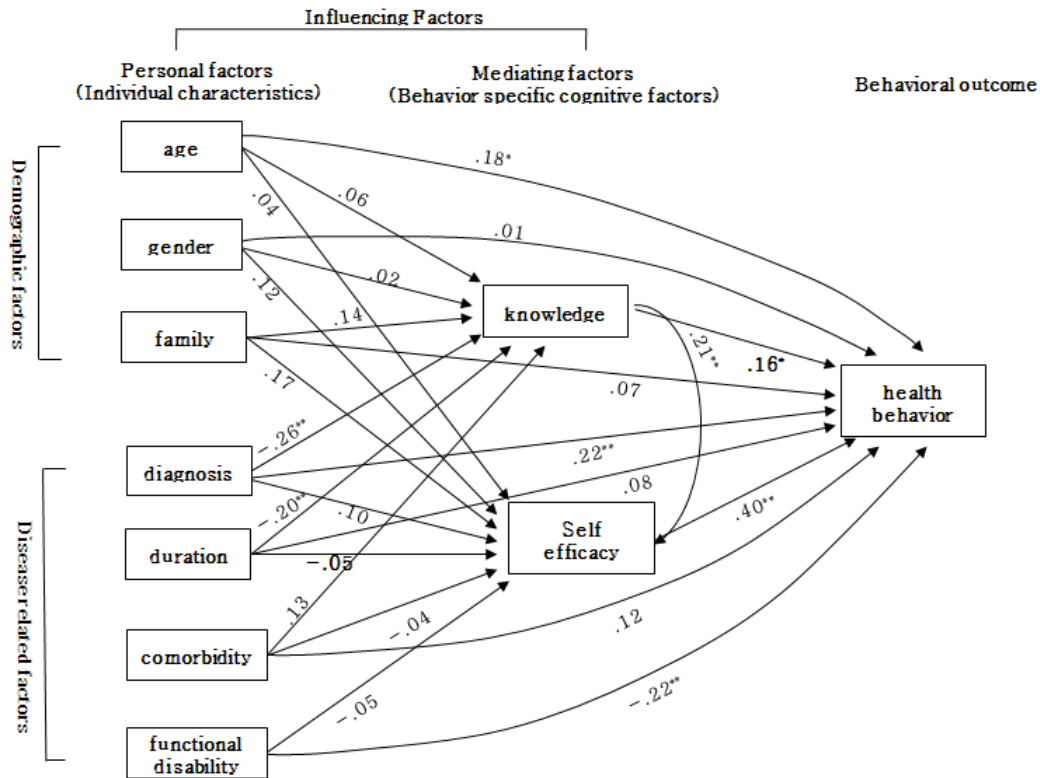 Influencing Factors
Personal factors
(Individual characteristics)
Mediating factors
(Behavior specific cognitive factors)
Behavioral outcome
Demographic factors
age
gender
family
Disease related factors
diagnosis
duration
comorbidity
functional
disability
knowledge
Self
efficacy
health
behavior
.18*
.06
.04
.01
.02
.12
.14
.17
.07
.21**
.16*
-.26**
.22**
.10
-.20**
.08
-.05
.40**
.13
-.04
.12
-.05
-.22**